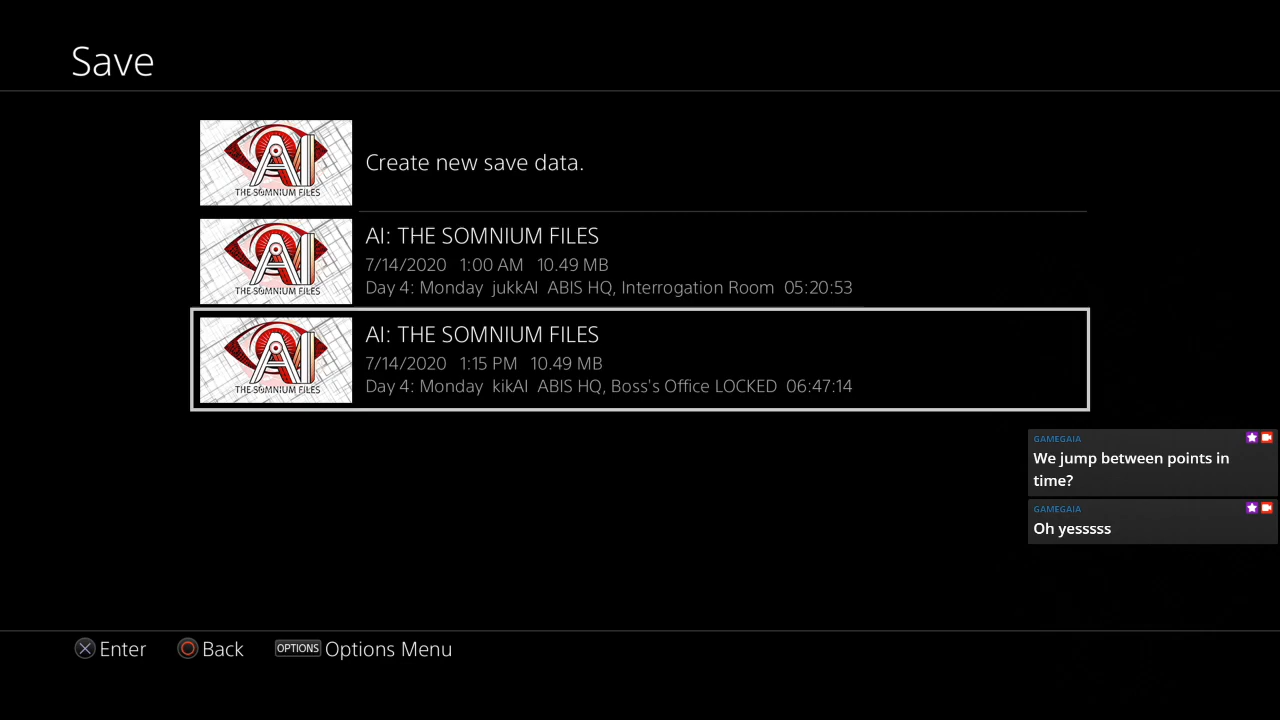 Save
AI
THE SOMNIUM FILES
Create new save data.
AI
THE SOMNIUM FILES
AI: THE SOMNIUM FILES
7/14/2020 1:00 AM 10.49 MB
Day 4: Monday jukkAI ABIS HQ, Interrogation Room 05:20:53
AI
THE SOMNIUM FILES
AI: THE SOMNIUM FILES
7/14/2020 1:15 PM 10.49 MB
Day 4: Monday kikAI ABIS HQ, Boss's Office LOCKED 06:47:14
GAMEGAIA
We jump between points in
time?
GAMEGAIA
Oh yesssss
Enter Back OPTIONS Options Menu